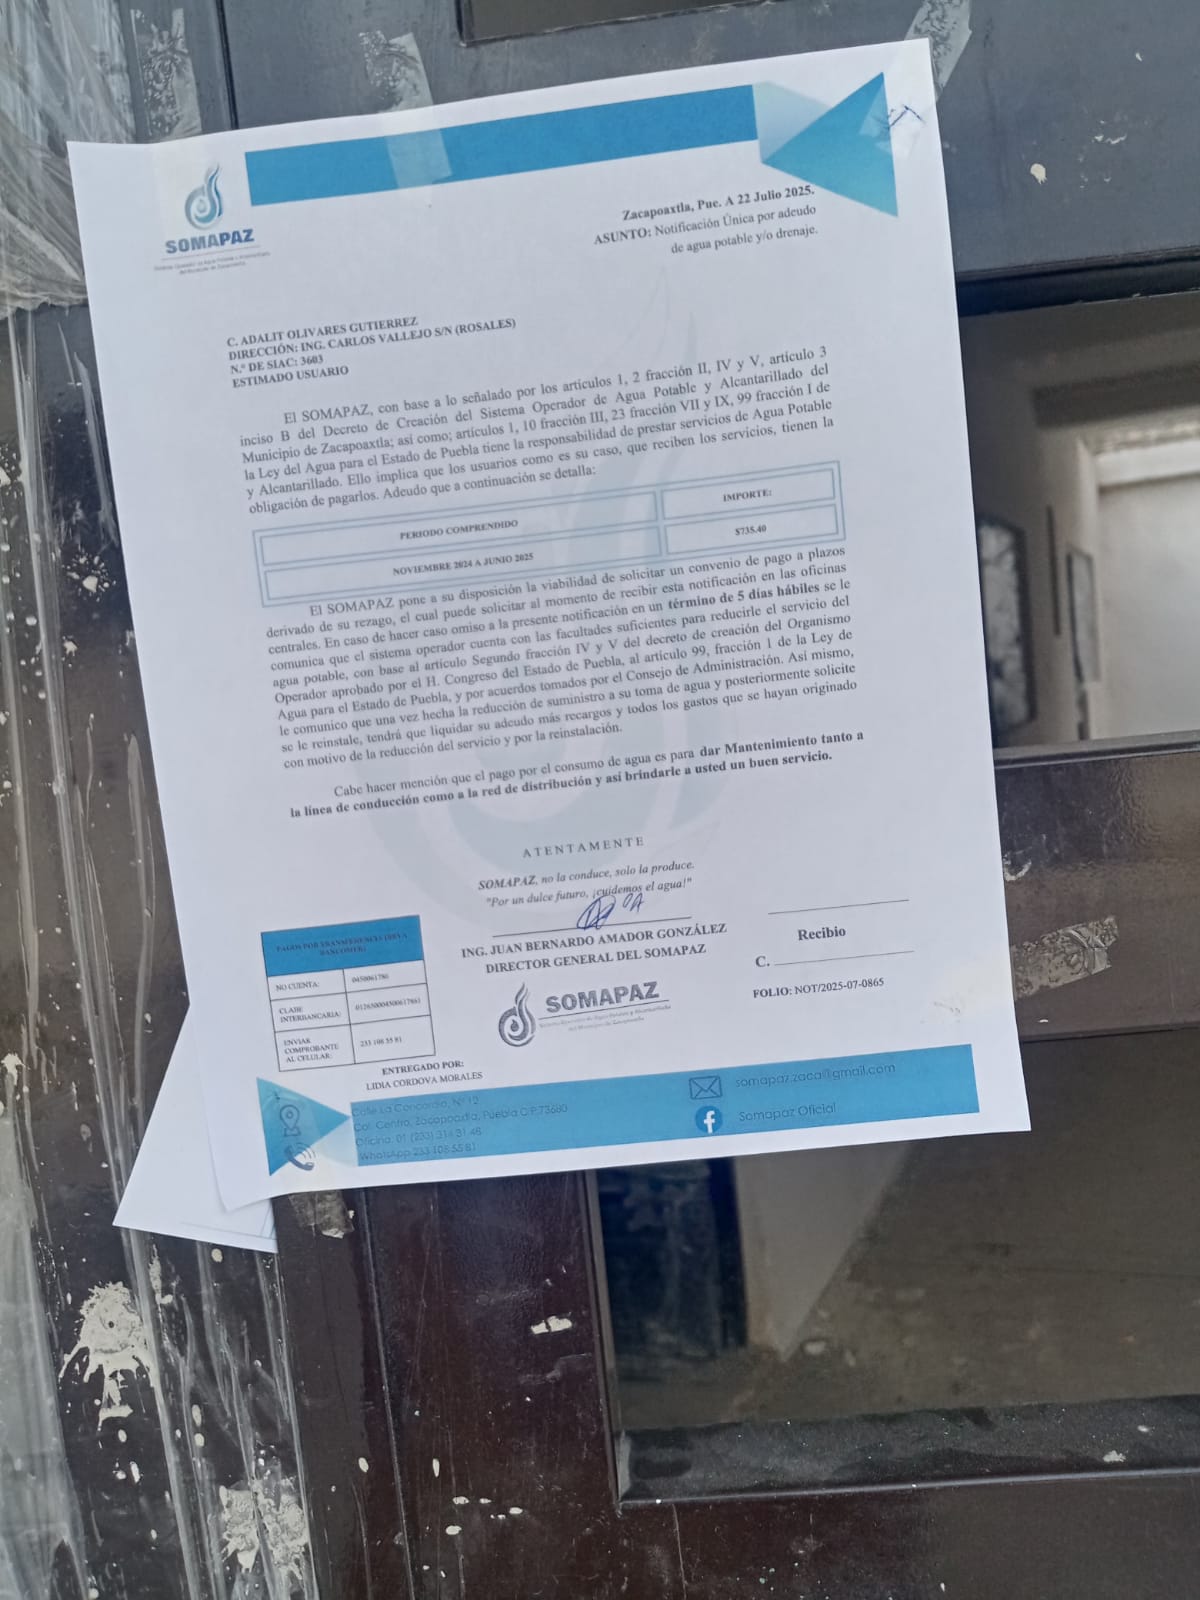 SOMAPAZ
Sistema Operador de Agua Potable y Alcantarillado
del Municipio de Zacapoaxtla
Zacapoaxtla, Pue. A 22 Julio 2025.
ASUNTO: Notificación Única por adeudo
de agua potable y/o drenaje.
C. ADALIT OLIVARES GUTIERREZ
DIRECCIÓN: ING. CARLOS VALLEJO S/N (ROSALES)
N.º DE SIAC: 3603
ESTIMADO USUARIO
El SOMAPAZ, con base a lo señalado por los artículos 1, 2 fracción II, IV y V, artículo 3
inciso B del Decreto de Creación del Sistema Operador de Agua Potable y Alcantarillado del
Municipio de Zacapoaxtla; así como; artículos 1, 10 fracción III, 23 fracción VII y IX, 99 fracción I de
la Ley del Agua para el Estado de Puebla tiene la responsabilidad de prestar servicios de Agua Potable
y Alcantarillado. Ello implica que los usuarios como es su caso, que reciben los servicios, tienen la
obligación de pagarlos. Adeudo que a continuación se detalla:
PERIODO COMPRENDIDO IMPORTE:
NOVIEMBRE 2024 A JUNIO 2025 $735.40
El SOMAPAZ pone a su disposición la viabilidad de solicitar un convenio de pago a plazos
derivado de su rezago, el cual puede solicitar al momento de recibir esta notificación en las oficinas
centrales. En caso de hacer caso omiso a la presente notificación en un término de 5 días hábiles se le
comunica que el sistema operador cuenta con las facultades suficientes para reducirle el servicio del
agua potable, con base al artículo Segundo fracción IV y V del decreto de creación del Organismo
Operador aprobado por el H. Congreso del Estado de Puebla, al artículo 99, fracción 1 de la Ley de
Agua para el Estado de Puebla, y por acuerdos tomados por el Consejo de Administración. Así mismo,
le comunico que una vez hecha la reducción de suministro a su toma de agua y posteriormente solicite
se le reinstale, tendrá que liquidar su adeudo más recargos y todos los gastos que se hayan originado
con motivo de la reducción del servicio y por la reinstalación.
Cabe hacer mención que el pago por el consumo de agua es para dar Mantenimiento tanto a
la línea de conducción como a la red de distribución y así brindarle a usted un buen servicio.
ATENTAMENTE
SOMAPAZ, no la conduce, solo la produce.
"Por un dulce futuro, ¡cuidemos el agua!"
ING. JUAN BERNARDO AMADOR GONZÁLEZ
DIRECTOR GENERAL DEL SOMAPAZ
SOMAPAZ
Sistema Operador de Agua Potable y Alcantarillado
del Municipio de Zacapoaxtla
Recibio
C.
FOLIO: NOT/2025-07-0865
PAGOS POR TRANSFERENCIA BBVA
BANCOMER:
NO CUENTA: 0450061786
CLABE
INTERBANCARIA:
ENVIAR
COMPROBANTE
AL CELULAR: 233 108 55 81
ENTREGADO POR:
LIDIA CORDOVA MORALES
Calle La Concordia, Nº 12
Col. Centro, Zacapoaxtla, Puebla C.P.73680
Oficina: 01 (233) 314 31 48
WhatsApp 233 108 55 81
somapaz.zaca@gmail.com
Somapaz Oficial